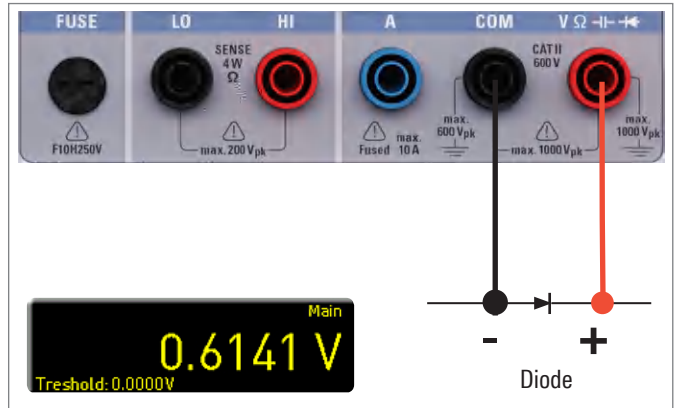 FUSE LO HI A COM V Ω
SENSE
4W
Ω
CAT II
600 V
F10H250V
max. 200 Vpk
Fused
max.
10 A
max.
600 Vpk
max. 1000 Vpk
max.
1000 Vpk
Main
0.6141 V
Treshold: 0.0000V
- +
Diode